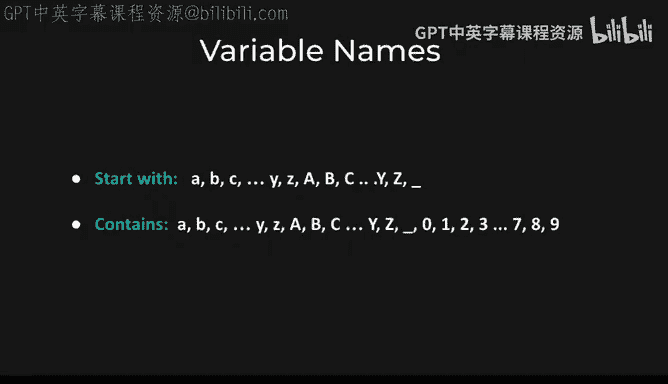 GPT中英字幕课程资源@bilibili.com
GPT中英字幕课程资源 bilibili
Variable Names
● Start with: a, b, c, … y, z, A, B, C .. .Y, Z, _
● Contains: a, b, c, … y, z, A, B, C … Y, Z, _, 0, 1, 2, 3 ... 7, 8, 9